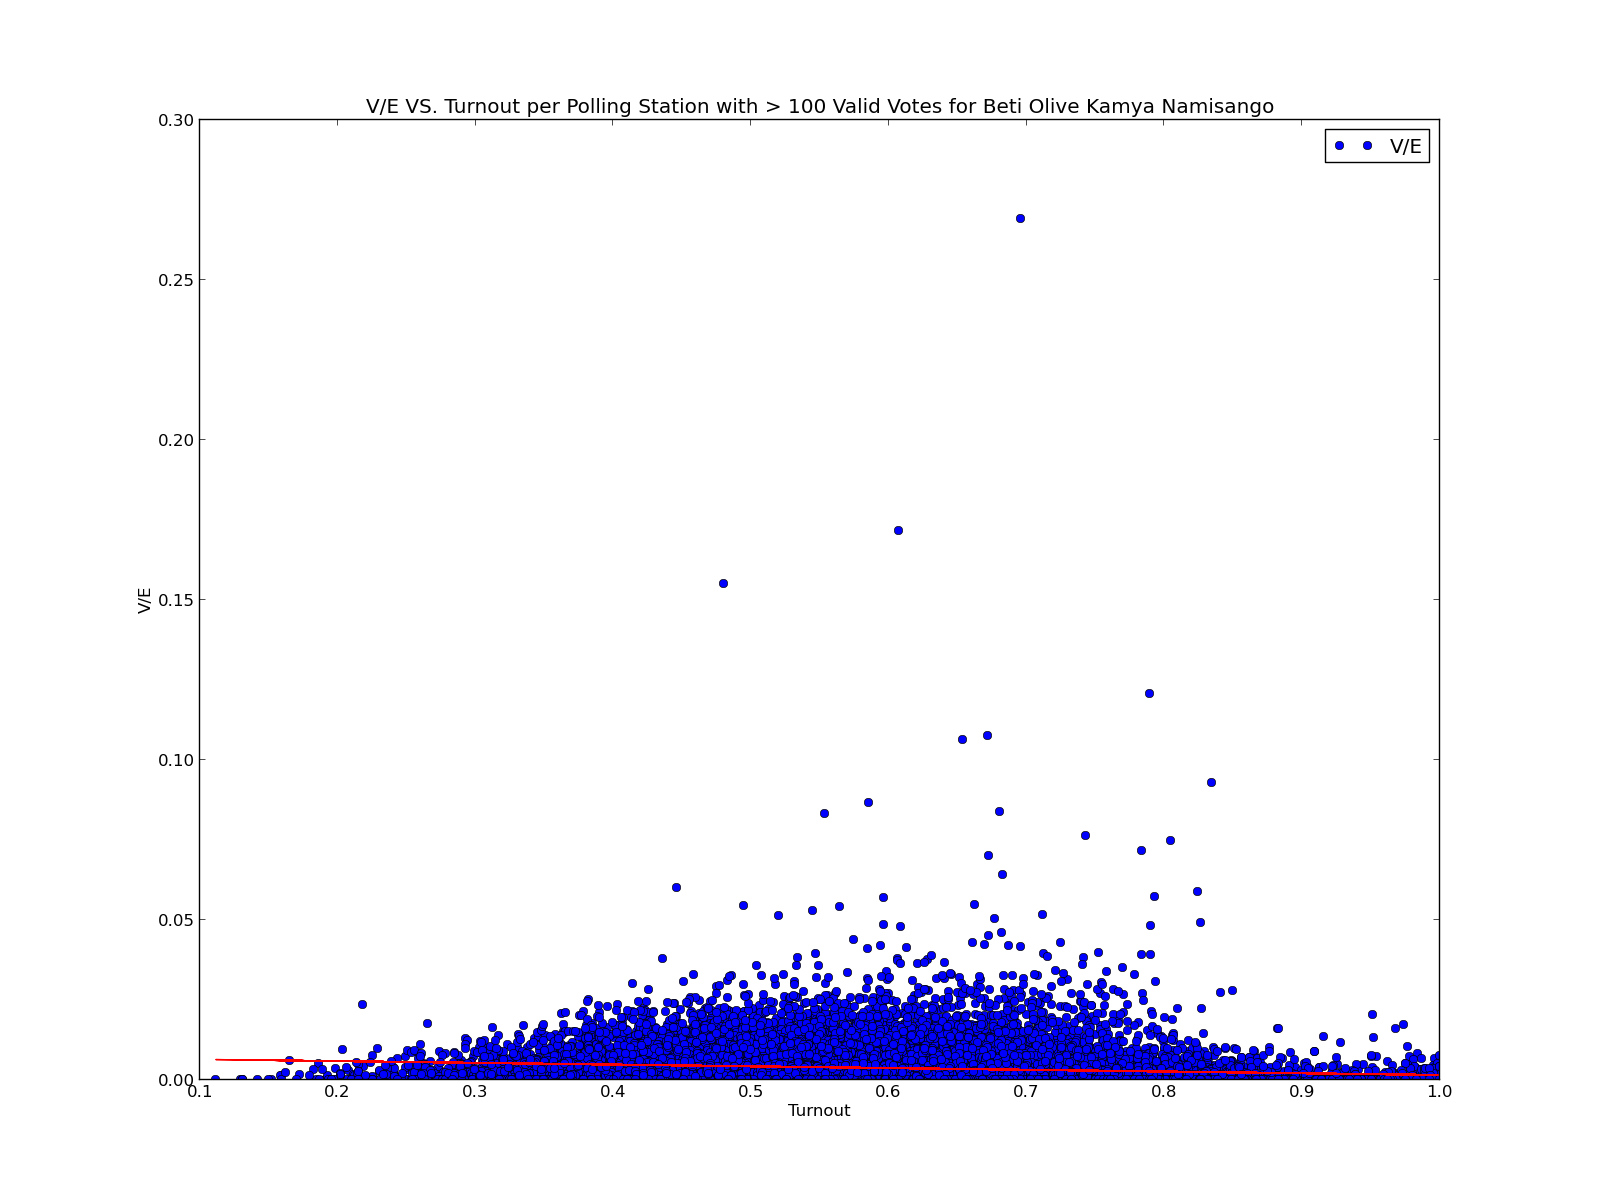 V/E VS. Turnout per Polling Station with > 100 Valid Votes for Beti Olive Kamya Namisango
V/E
0.30
0.25
0.20
0.15
0.10
0.05
0.00
V/E
0.1 0.2 0.3 0.4 0.5 0.6 0.7 0.8 0.9 1.0
Turnout